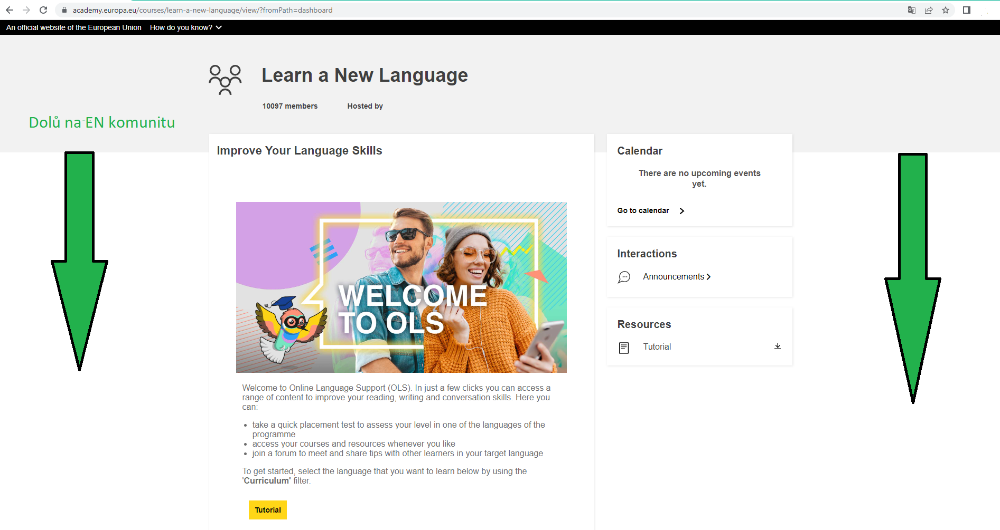 academy.europa.eu/courses/learn-a-new-language/view/?fromPath=dashboard
An official website of the European Union How do you know?
Learn a New Language
10097 members Hosted by
Dolů na EN komunitu
Improve Your Language Skills
WELCOME
TO OLS
Welcome to Online Language Support (OLS). In just a few clicks you can access a
range of content to improve your reading, writing and conversation skills. Here you
can:
• take a quick placement test to assess your level in one of the languages of the
programme
• access your courses and resources whenever you like
• join a forum to meet and share tips with other learners in your target language
To get started, select the language that you want to learn below by using the
'Curriculum' filter.
Tutorial
Calendar
There are no upcoming events
yet.
Go to calendar
Interactions
Announcements
Resources
Tutorial